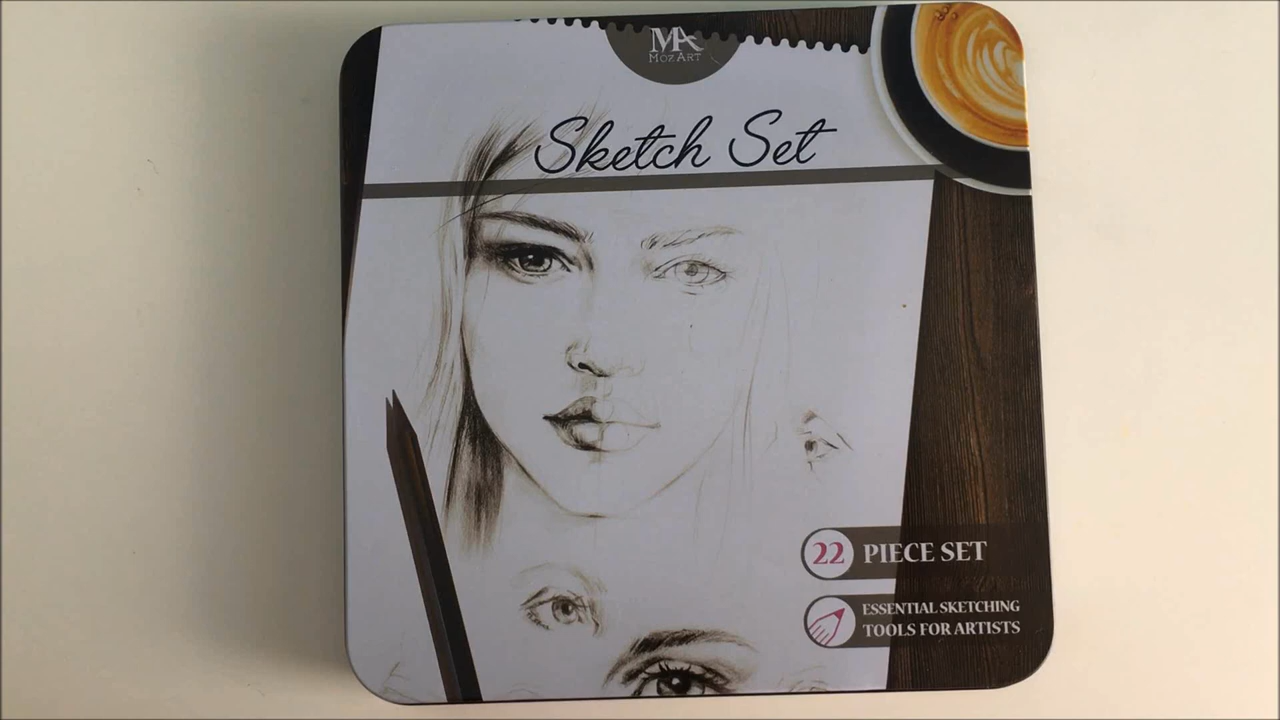 MA
MOZART
Sketch Set
22 PIECE SET
ESSENTIAL SKETCHING
TOOLS FOR ARTISTS